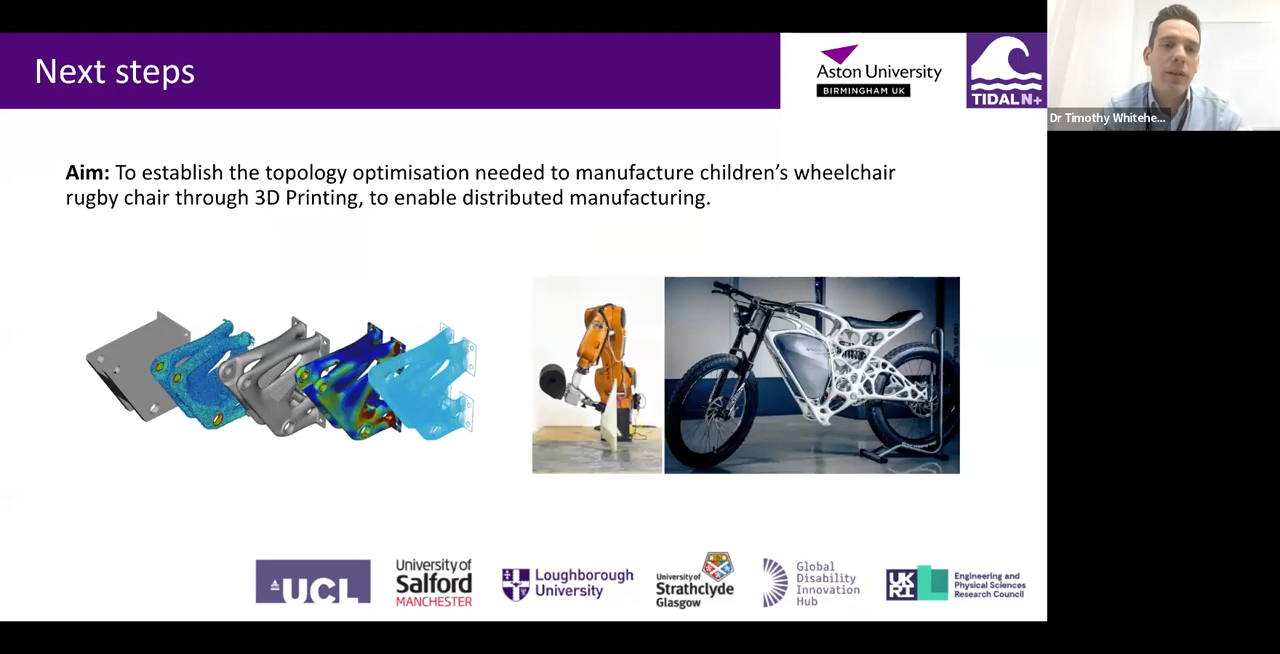 Next steps
Aston University
BIRMINGHAM UK
TIDAL N+
Dr Timothy Whitehe...
Aim: To establish the topology optimisation needed to manufacture children's wheelchair
rugby chair through 3D Printing, to enable distributed manufacturing.
UCL
University of
Salford
MANCHESTER
Loughborough
University
University of
Strathclyde
Glasgow
Global
Disability
Innovation
Hub
UK
RI
Engineering and
Physical Sciences
Research Council